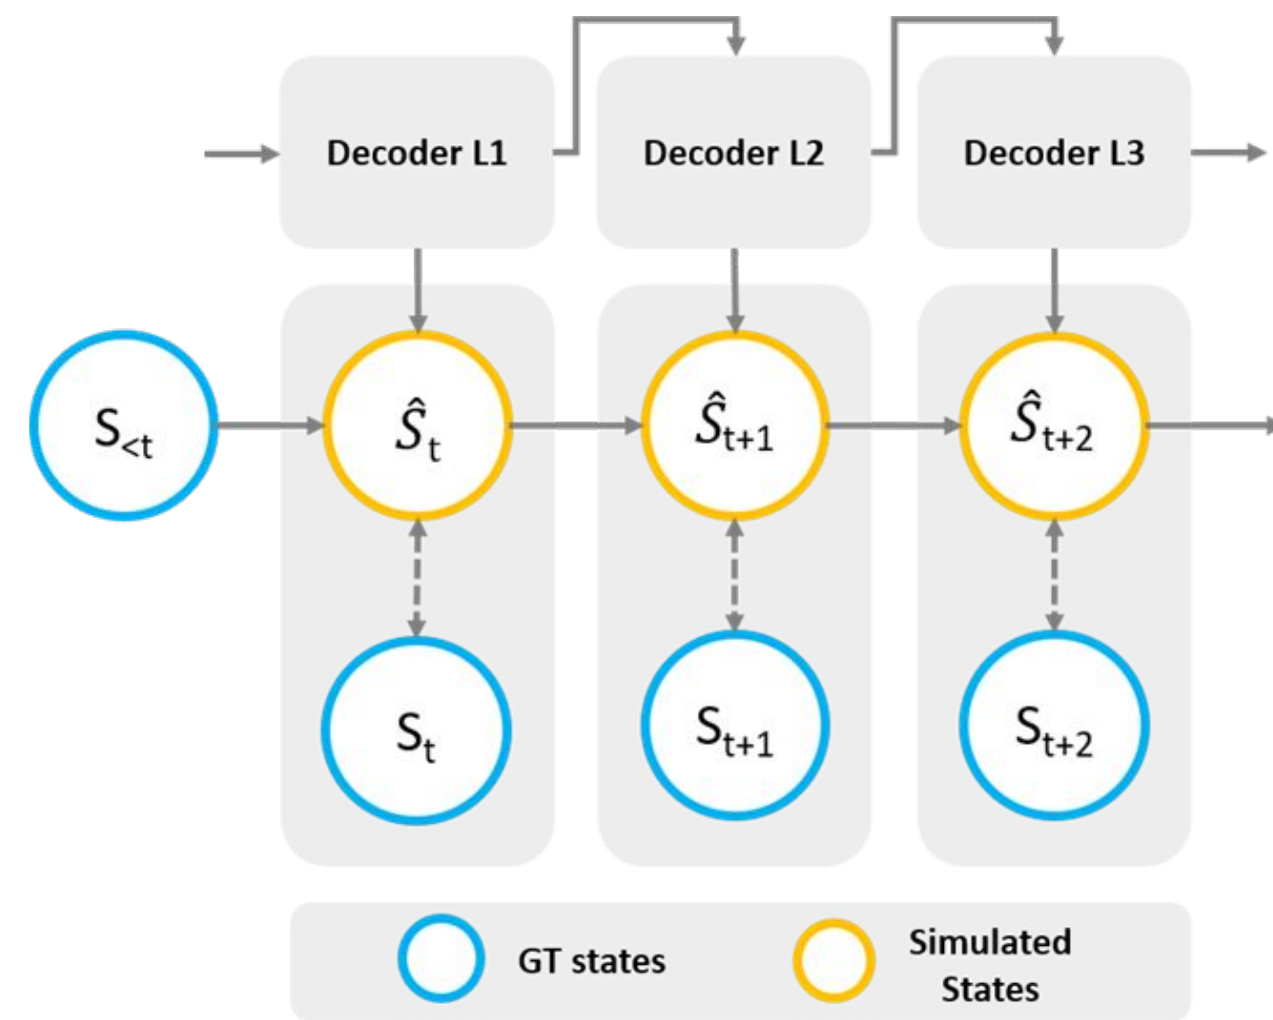 Decoder L1
Decoder L2
Decoder L3
S<t
Ŝt
Ŝt+1
Ŝt+2
St
St+1
St+2
GT states
Simulated
States